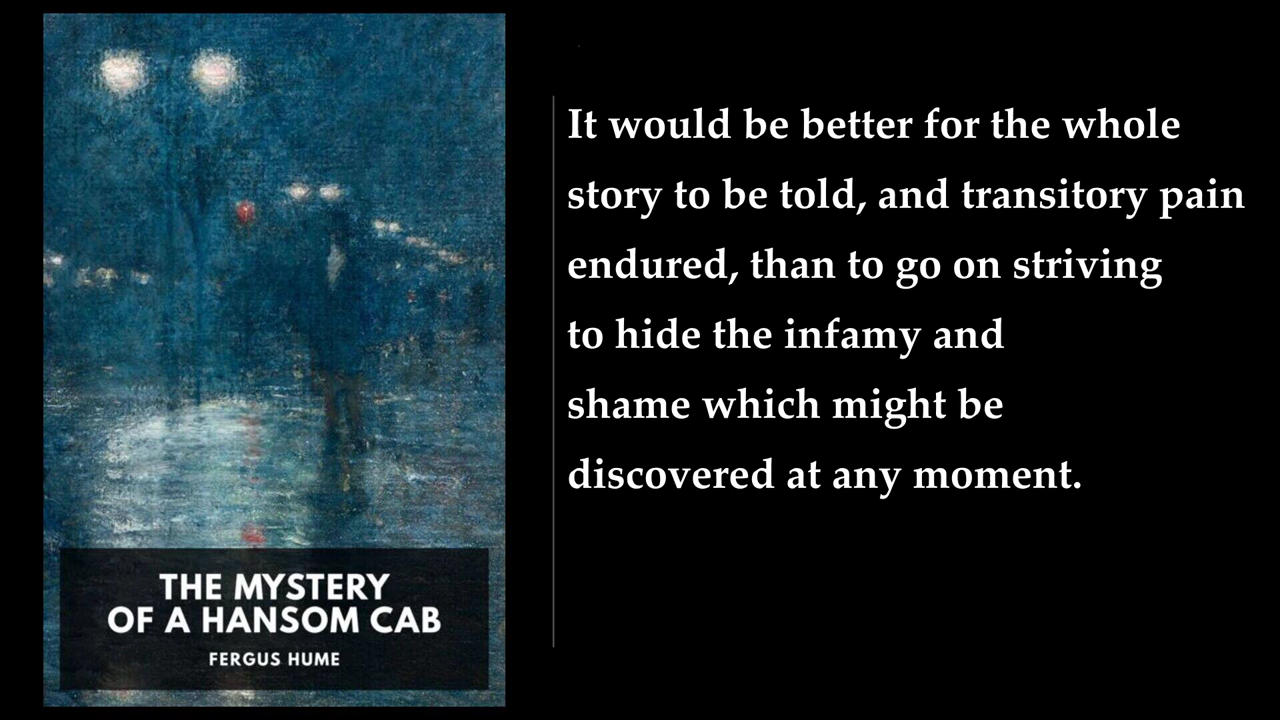 It would be better for the whole
story to be told, and transitory pain
endured, than to go on striving
to hide the infamy and
shame which might be
discovered at any moment.
THE MYSTERY
OF A HANSOM CAB
FERGUS HUME